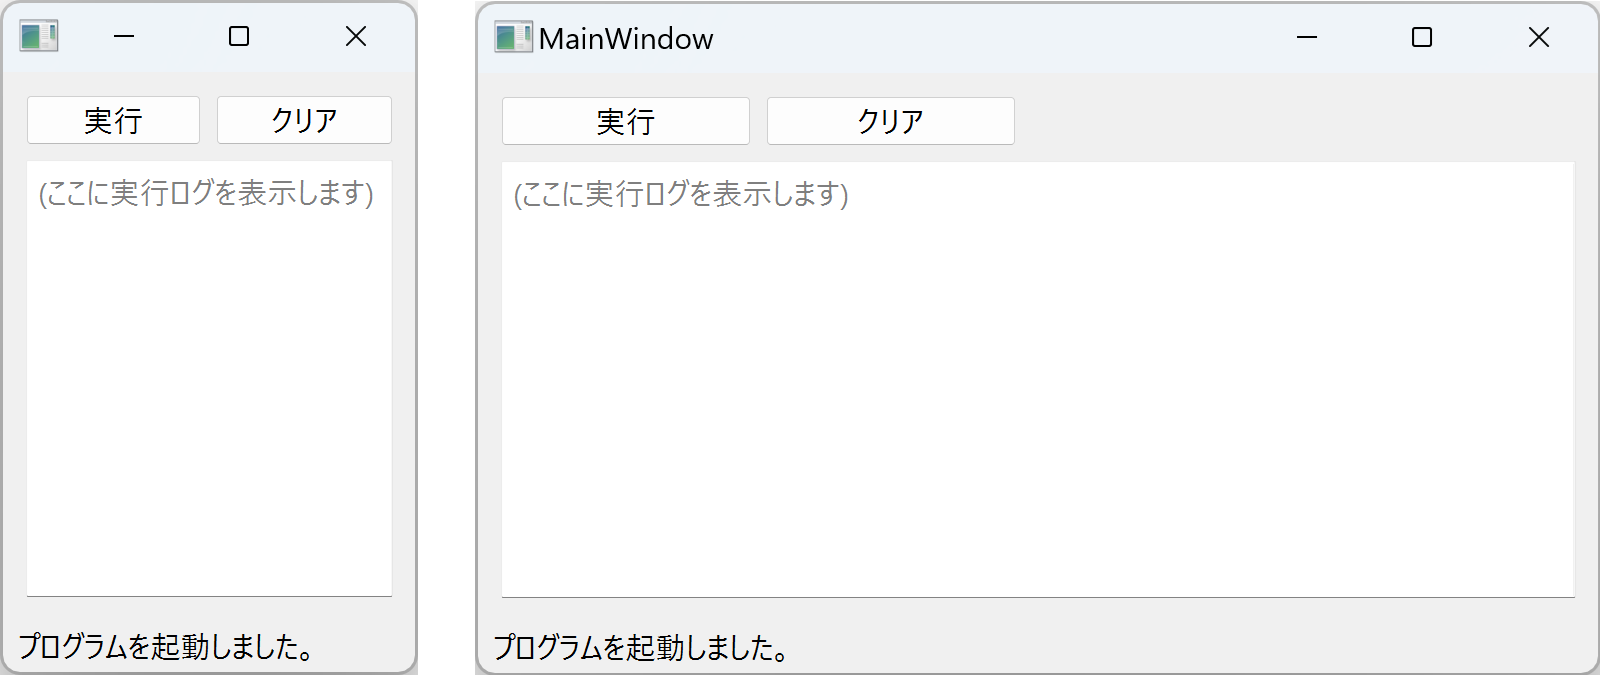 実行 クリア
(ここに実行ログを表示します)
プログラムを起動しました。
MainWindow
実行 クリア
(ここに実行ログを表示します)
プログラムを起動しました。